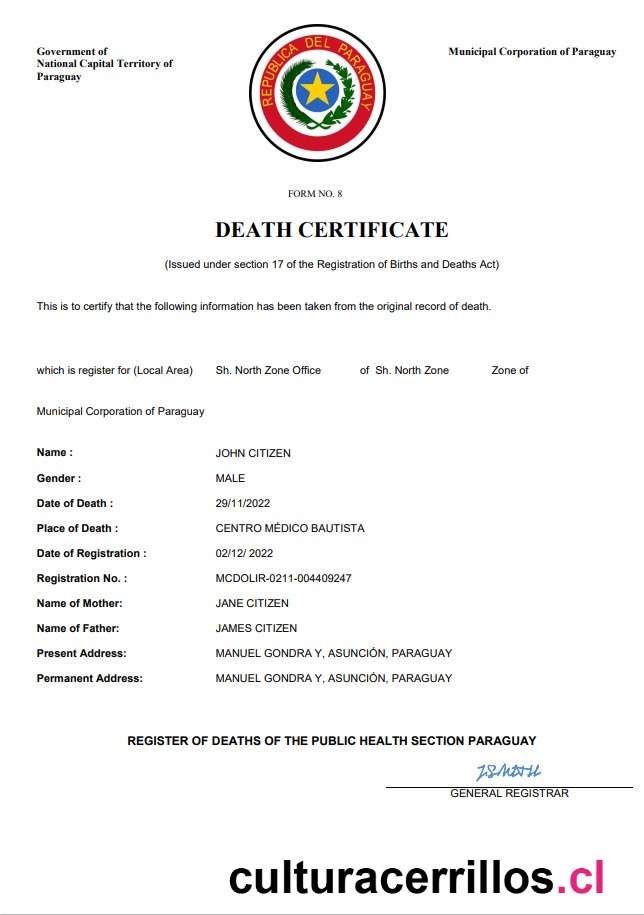 Government of
National Capital Territory of
Paraguay
Municipal Corporation of Paraguay
REPUBLICA DEL PARAGUAY
FORM NO. 8
DEATH CERTIFICATE
(Issued under section 17 of the Registration of Births and Deaths Act)
This is to certify that the following information has been taken from the original record of death.
which is register for (Local Area) Sh. North Zone Office of Sh. North Zone Zone of
Municipal Corporation of Paraguay
Name : JOHN CITIZEN
Gender : MALE
Date of Death : 29/11/2022
Place of Death : CENTRO MÉDICO BAUTISTA
Date of Registration : 02/12/ 2022
Registration No. : MCDOLIR-0211-004409247
Name of Mother: JANE CITIZEN
Name of Father: JAMES CITIZEN
Present Address: MANUEL GONDRA Y, ASUNCIÓN, PARAGUAY
Permanent Address: MANUEL GONDRA Y, ASUNCIÓN, PARAGUAY
REGISTER OF DEATHS OF THE PUBLIC HEALTH SECTION PARAGUAY
GENERAL REGISTRAR
culturacerrillos.cl